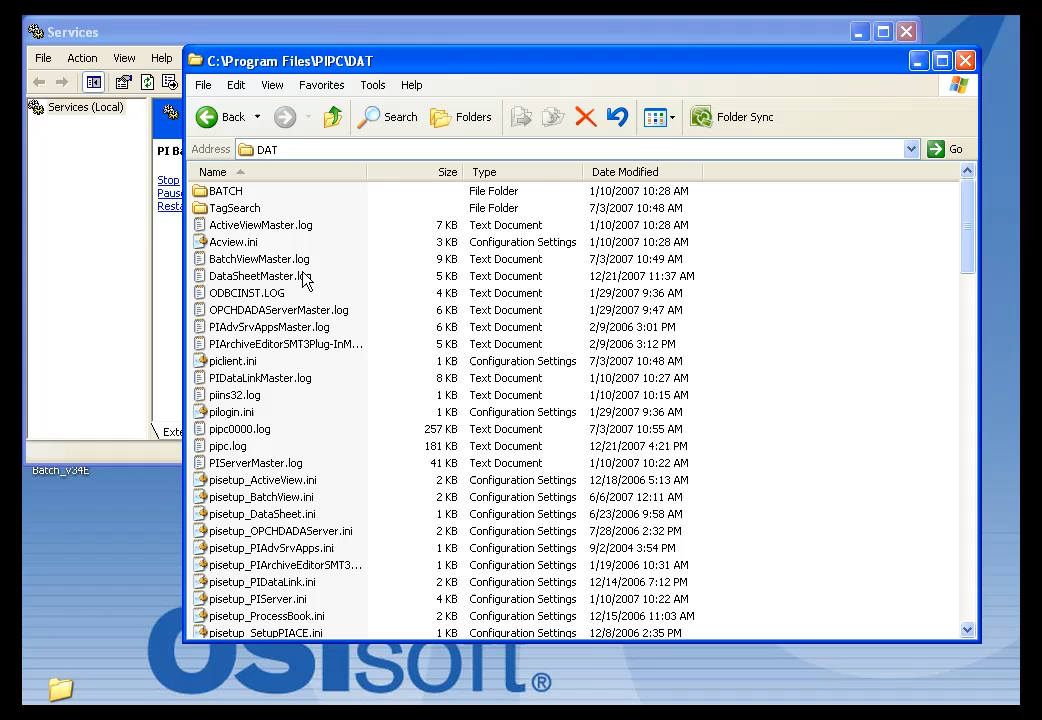 Services
File Action View Help
Services (Local)
PI Ba
Stop
Paus
Resta
Exte
Batch_V34E
C:\Program Files\PIPC\DAT
File Edit View Favorites Tools Help
Back Search Folders Folder Sync
Address DAT Go
Name Size Type Date Modified
BATCH File Folder 1/10/2007 10:28 AM
TagSearch File Folder 7/3/2007 10:48 AM
ActiveViewMaster.log 7 KB Text Document 1/10/2007 10:28 AM
Acview.ini 3 KB Configuration Settings 1/10/2007 10:28 AM
BatchViewMaster.log 9 KB Text Document 7/3/2007 10:49 AM
DataSheetMaster.log 5 KB Text Document 12/21/2007 11:37 AM
ODBCINST.LOG 4 KB Text Document 1/29/2007 9:36 AM
OPCHDADAServerMaster.log 6 KB Text Document 1/29/2007 9:47 AM
PIAdvSrvAppsMaster.log 6 KB Text Document 2/9/2006 3:01 PM
PIArchiveEditorSMT3Plug-InM... 5 KB Text Document 2/9/2006 3:12 PM
piclient.ini 1 KB Configuration Settings 7/3/2007 10:48 AM
PIDataLinkMaster.log 8 KB Text Document 1/10/2007 10:27 AM
piins32.log 1 KB Text Document 1/10/2007 10:15 AM
pilogin.ini 1 KB Configuration Settings 1/29/2007 9:36 AM
pipc0000.log 257 KB Text Document 7/3/2007 10:55 AM
pipc.log 181 KB Text Document 12/21/2007 4:21 PM
PIServerMaster.log 41 KB Text Document 1/10/2007 10:22 AM
pisetup_ActiveView.ini 2 KB Configuration Settings 12/18/2006 5:13 AM
pisetup_BatchView.ini 2 KB Configuration Settings 6/6/2007 12:11 AM
pisetup_DataSheet.ini 1 KB Configuration Settings 6/23/2006 9:58 AM
pisetup_OPCHDADAServer.ini 2 KB Configuration Settings 7/28/2006 2:32 PM
pisetup_PIAdvSrvApps.ini 1 KB Configuration Settings 9/2/2004 3:54 PM
pisetup_PIArchiveEditorSMT3... 1 KB Configuration Settings 1/19/2006 10:31 AM
pisetup_PIDataLink.ini 2 KB Configuration Settings 12/14/2006 7:12 PM
pisetup_PIServer.ini 4 KB Configuration Settings 1/10/2007 10:22 AM
pisetup_ProcessBook.ini 2 KB Configuration Settings 12/15/2006 11:03 AM
pisetup_SetupPIACE.ini 1 KB Configuration Settings 12/8/2006 2:35 PM
OSIsoft®